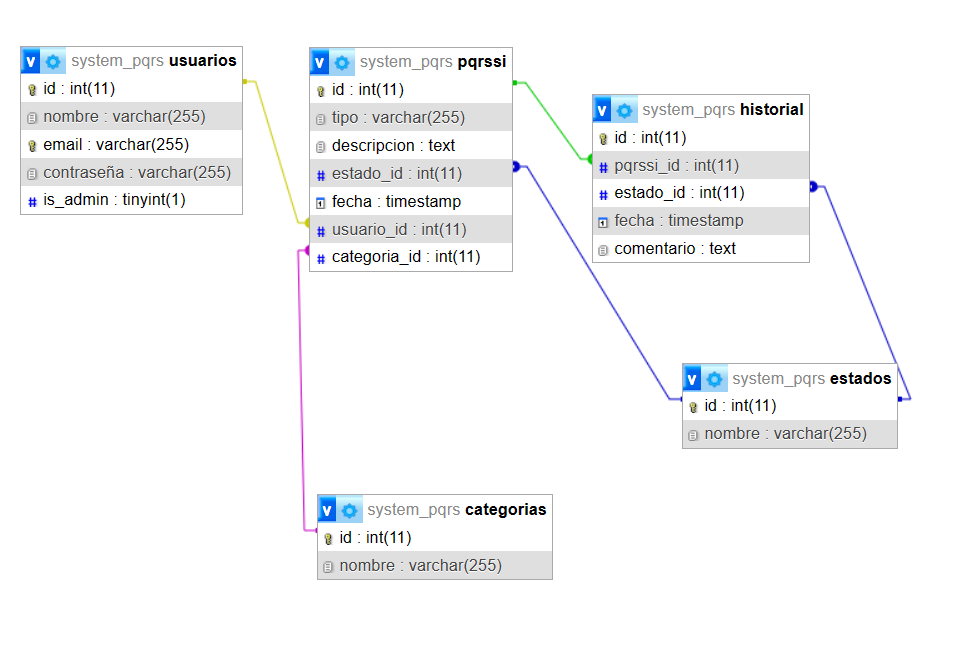 v system_pqrs usuarios
id : int(11)
nombre : varchar(255)
email : varchar(255)
contraseña : varchar(255)
# is_admin : tinyint(1)
v system_pqrs pqrssi
id : int(11)
tipo : varchar(255)
descripcion : text
# estado_id : int(11)
fecha : timestamp
# usuario_id : int(11)
# categoria_id : int(11)
v system_pqrs historial
id : int(11)
# pqrssi_id : int(11)
# estado_id : int(11)
fecha : timestamp
comentario : text
v system_pqrs estados
id : int(11)
nombre : varchar(255)
v system_pqrs categorias
id : int(11)
nombre : varchar(255)